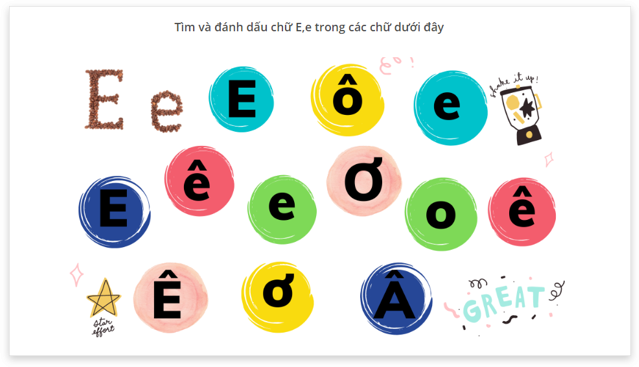 Tìm và đánh dấu chữ E,e trong các chữ dưới đây
E e E ô e
shake it up!
E ê e Ơ o ê
Star effort
Ê ơ Â
GREAT